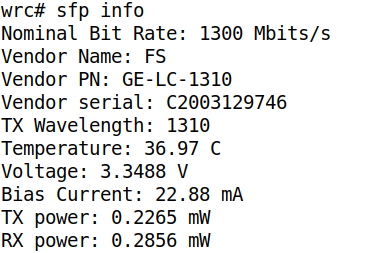 wrc# sfp info
Nominal Bit Rate: 1300 Mbits/s
Vendor Name: FS
Vendor PN: GE-LC-1310
Vendor serial: C2003129746
TX Wavelength: 1310
Temperature: 36.97 C
Voltage: 3.3488 V
Bias Current: 22.88 mA
TX power: 0.2265 mW
RX power: 0.2856 mW